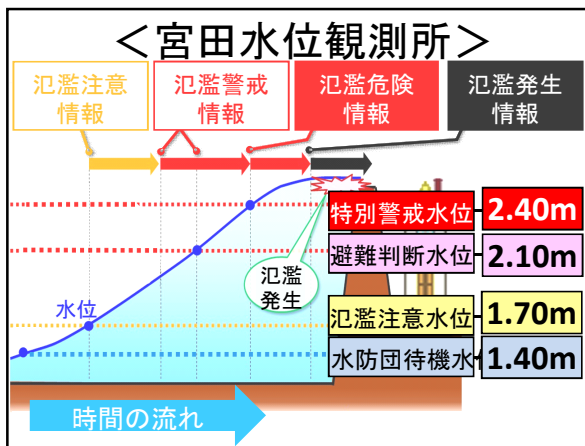 ＜宮田水位観測所＞
氾濫注意
情報
氾濫警戒
情報
氾濫危険
情報
氾濫発生
情報
特別警戒水位
2.40m
避難判断水位
2.10m
氾濫
発生
水位
氾濫注意水位
1.70m
水防団待機水
1.40m
時間の流れ